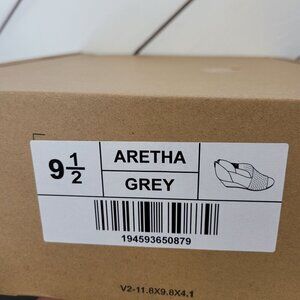 9 1/2
ARETHA
GREY
194593650879
V2-11.8X9.8X4.1